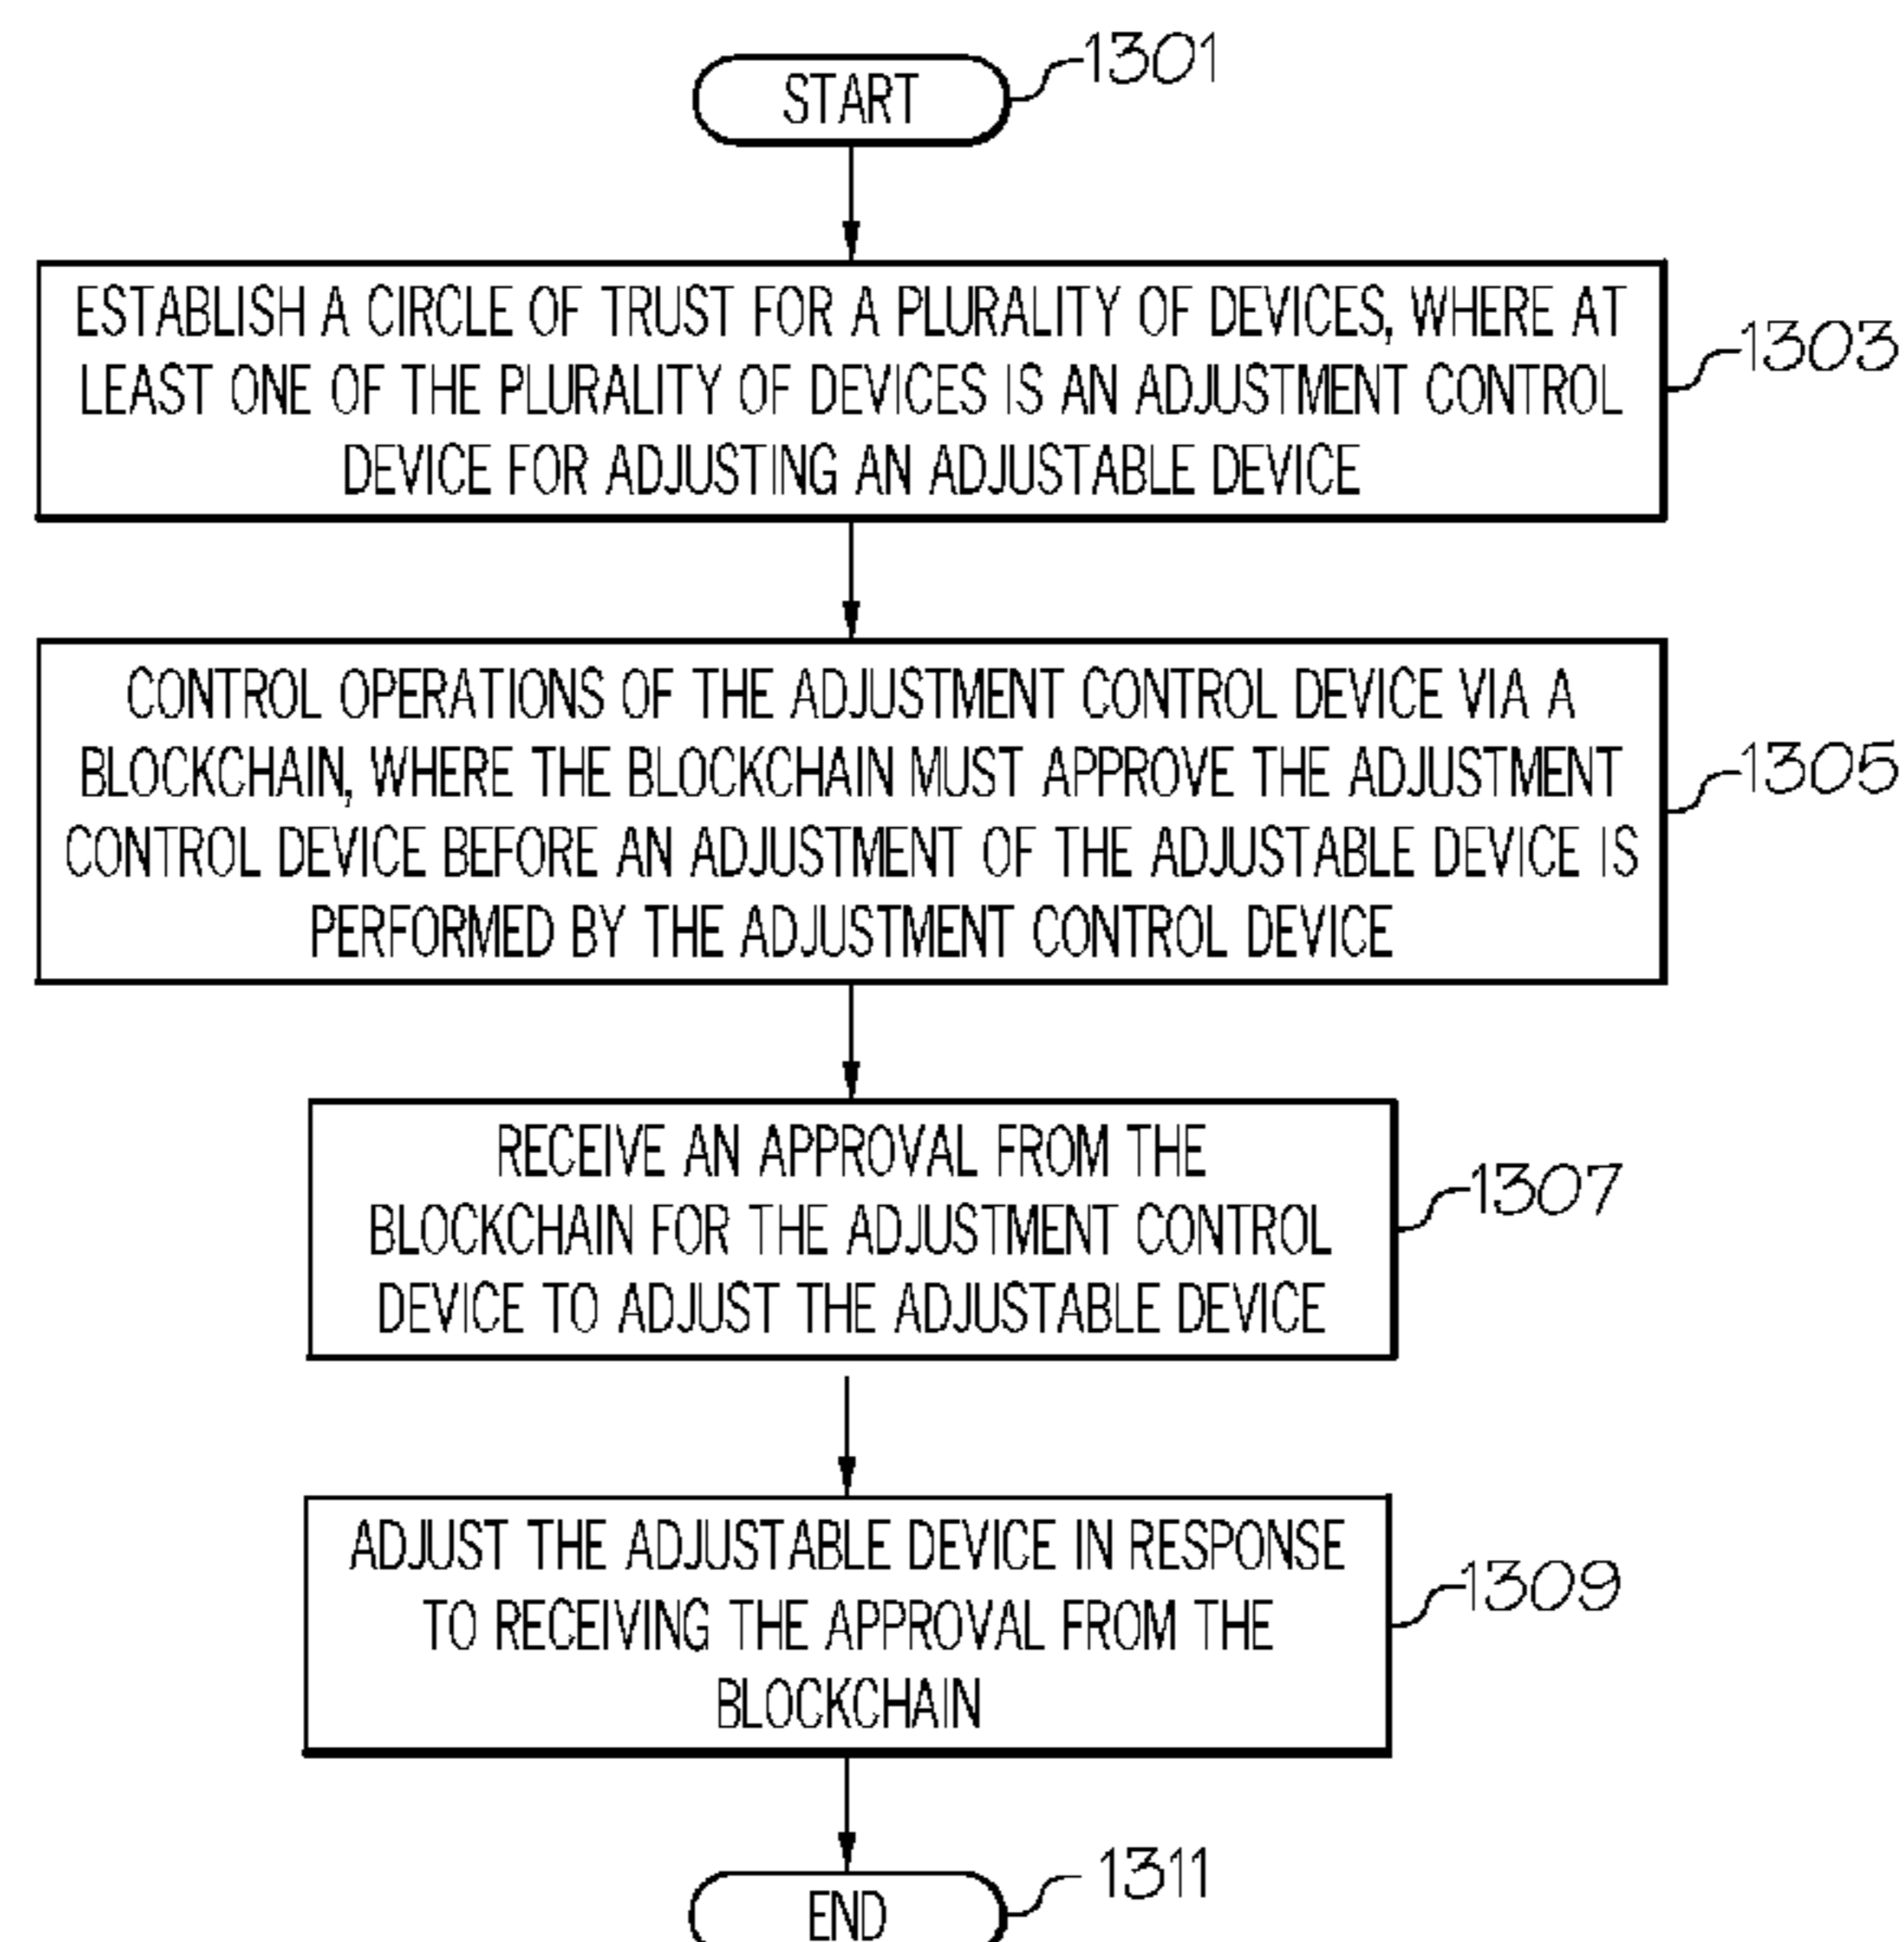 START
1301
ESTABLISH A CIRCLE OF TRUST FOR A PLURALITY OF DEVICES, WHERE AT
LEAST ONE OF THE PLURALITY OF DEVICES IS AN ADJUSTMENT CONTROL
DEVICE FOR ADJUSTING AN ADJUSTABLE DEVICE
1303
CONTROL OPERATIONS OF THE ADJUSTMENT CONTROL DEVICE VIA A
BLOCKCHAIN, WHERE THE BLOCKCHAIN MUST APPROVE THE ADJUSTMENT
CONTROL DEVICE BEFORE AN ADJUSTMENT OF THE ADJUSTABLE DEVICE IS
PERFORMED BY THE ADJUSTMENT CONTROL DEVICE
1305
RECEIVE AN APPROVAL FROM THE
BLOCKCHAIN FOR THE ADJUSTMENT CONTROL
DEVICE TO ADJUST THE ADJUSTABLE DEVICE
1307
ADJUST THE ADJUSTABLE DEVICE IN RESPONSE
TO RECEIVING THE APPROVAL FROM THE
BLOCKCHAIN
1309
END
1311